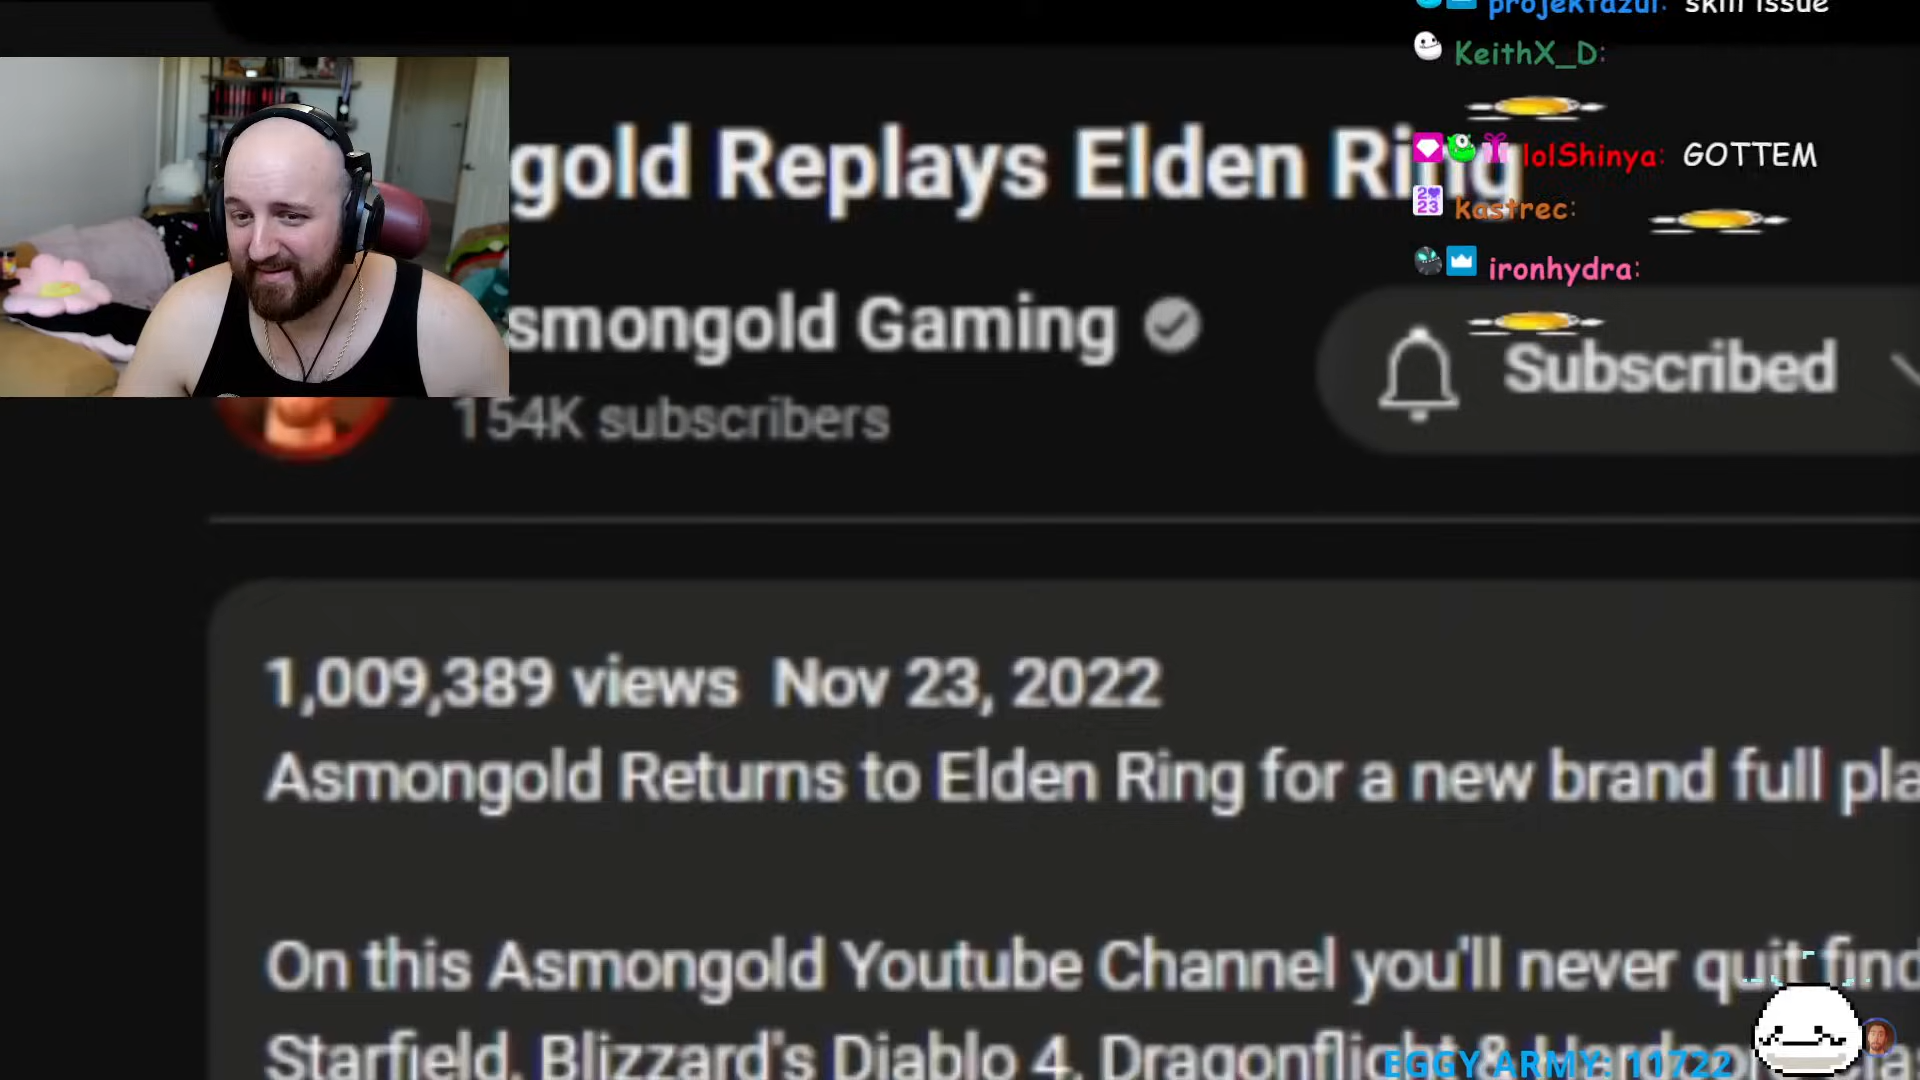 projektazul: skill issue
KeithX_D:
lolShinya: GOTTEM
kastrec:
ironhydra:
gold Replays Elden Ring
smongold Gaming
154K subscribers
Subscribed
1,009,389 views Nov 23, 2022
Asmongold Returns to Elden Ring for a new brand full pla
On this Asmongold Youtube Channel you'll never quit find
Starfield, Blizzard's Diablo 4, Dragonflight &
EGGY ARMY: 11722